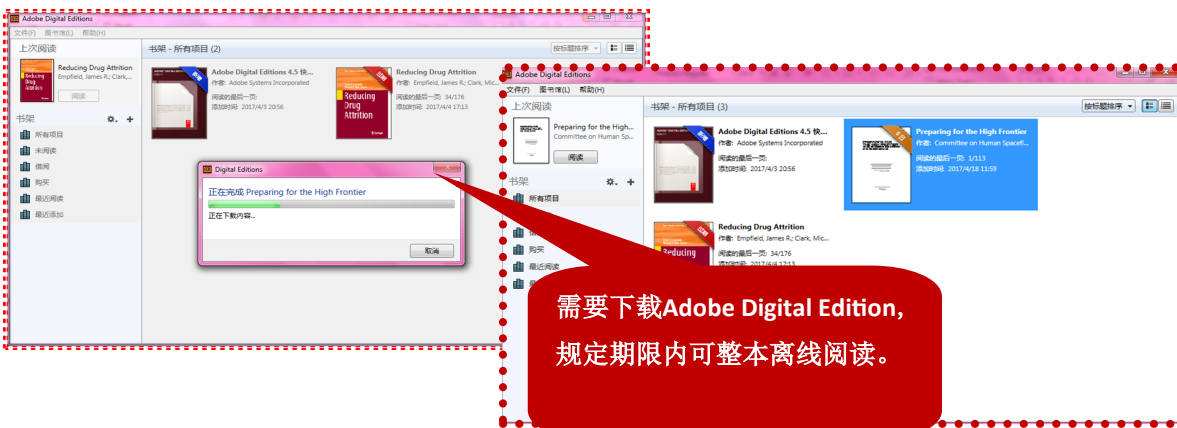 Adobe Digital Editions
文件(F) 图书馆(L) 帮助(H)
上次阅读
Reducing Drug Attrition
Empfield, James R.; Clark,...
阅读
书架
所有项目
未阅读
借阅
购买
最近阅读
最近添加
书架 - 所有项目 (2)
按标题排序
Adobe Digital Editions 4.5 快...
作者: Adobe Systems Incorporated
阅读的最后一页:
添加时间: 2017/4/3 20:56
Reducing Drug Attrition
作者: Empfield, James R.; Clark, Mic...
阅读的最后一页: 34/176
添加时间: 2017/4/4 17:13
Reducing
Drug
Attrition
Digital Editions
正在完成 Preparing for the High Frontier
正在下载内容...
取消
Adobe Digital Editions
文件(F) 图书馆(L) 帮助(H)
上次阅读
Preparing for the High...
Committee on Human Sp...
阅读
书架
所有项目
购买
最近阅读
书架 - 所有项目 (3)
按标题排序
Adobe Digital Editions 4.5 快...
作者: Adobe Systems Incorporated
阅读的最后一页:
添加时间: 2017/4/3 20:56
Preparing for the High Frontier
作者: Committee on Human Spacefl...
阅读的最后一页: 1/113
添加时间: 2017/4/18 11:59
Reducing Drug Attrition
作者: Empfield, James R.; Clark, Mic...
阅读的最后一页: 34/176
添加时间: 2017/4/4 17:13
Reducing
需要下载Adobe Digital Edition,
规定期限内可整本离线阅读。